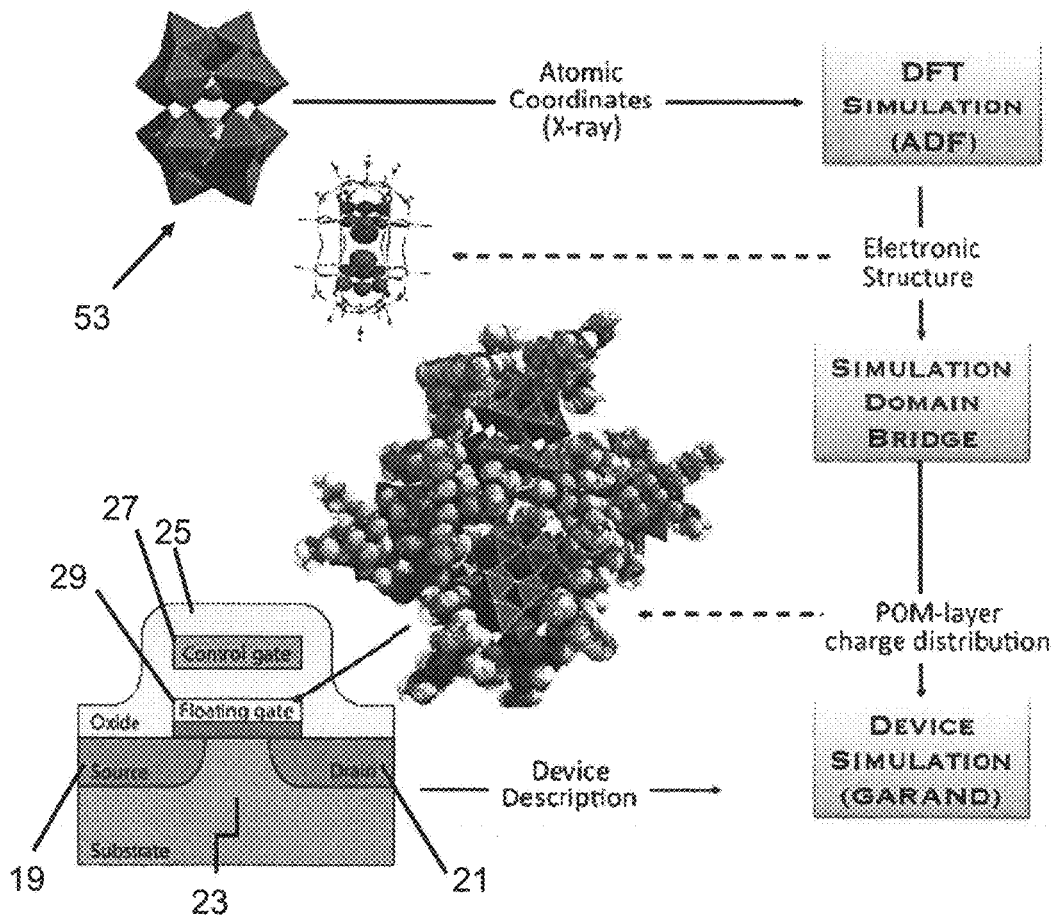 Atomic
Coordinates
(X-ray)
DFT
SIMULATION
(ADF)
53
Electronic
Structure
SIMULATION
DOMAIN
BRIDGE
27
25
29
Control gate
Floating gate
Oxide
Source
Drain
Substrate
POM-layer
charge distribution
Device
Description
DEVICE
SIMULATION
(GARAND)
19
23
21